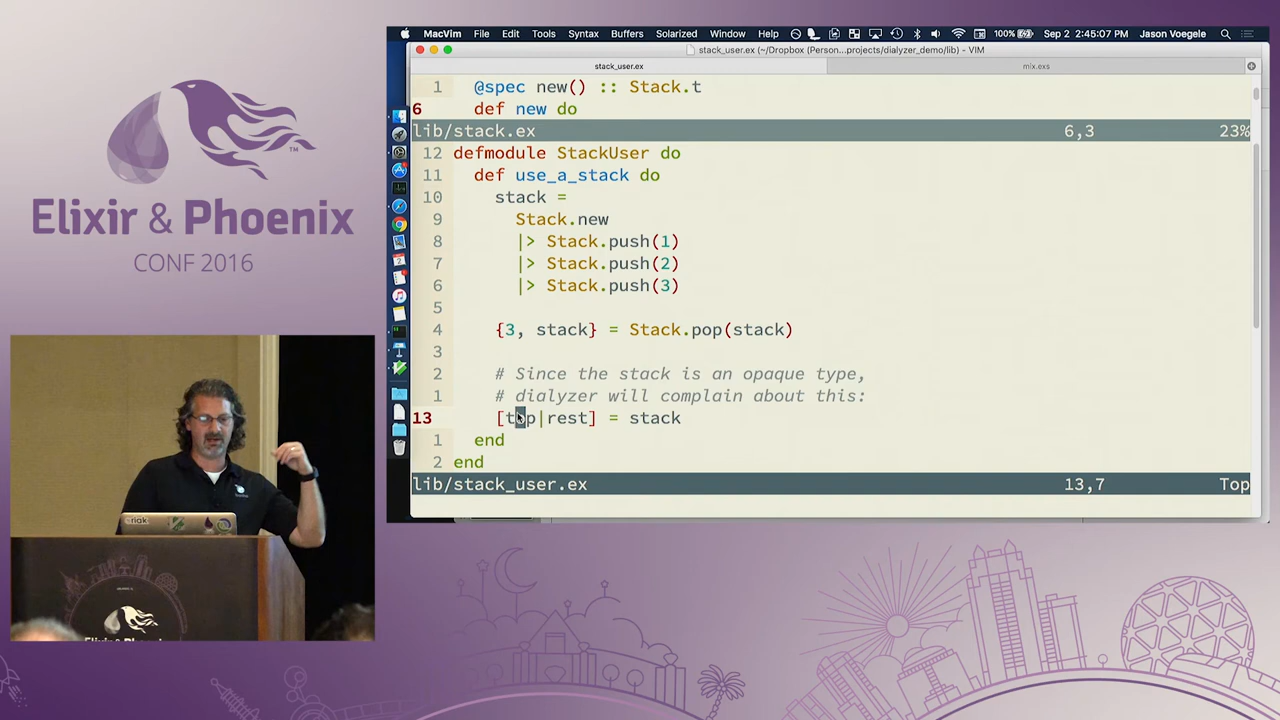 Elixir & Phoenix
CONF 2016
TM
MacVim File Edit Tools Syntax Buffers Solarized Window Help 100% Sep 2 2:45:07 PM Jason Voegele
stack_user.ex (~/Dropbox (Person...projects/dialyzer_demo/lib) - VIM
stack_user.ex mix.exs
1 @spec new() :: Stack.t
6 def new do
lib/stack.ex 6,3 23%
12 defmodule StackUser do
11 def use_a_stack do
10 stack =
9 Stack.new
8 |> Stack.push(1)
7 |> Stack.push(2)
6 |> Stack.push(3)
5
4 {3, stack} = Stack.pop(stack)
3
2 # Since the stack is an opaque type,
1 # dialyzer will complain about this:
13 [top|rest] = stack
1 end
2 end
lib/stack_user.ex 13,7 Top
riak
Elixir & Phoenix